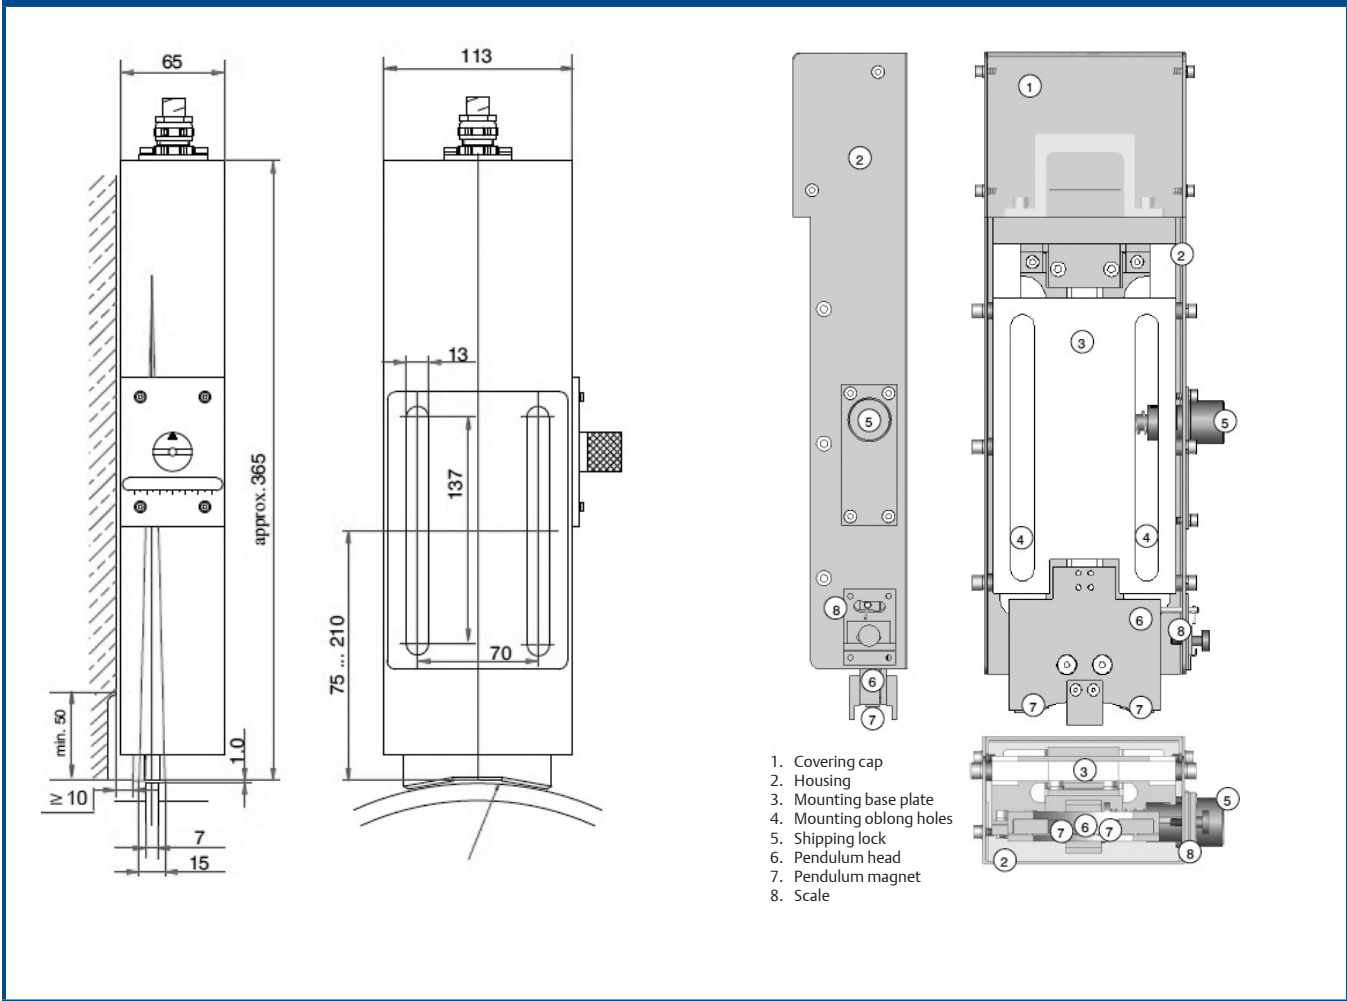 65
113
13
137
approx. 365
75 ... 210
70
min. 50
1.0
≥ 10
7
15
1
2
2
3
5
5
4
4
8
6
8
6
7
7
7
3
5
7
6
7
8
2
1. Covering cap
2. Housing
3. Mounting base plate
4. Mounting oblong holes
5. Shipping lock
6. Pendulum head
7. Pendulum magnet
8. Scale